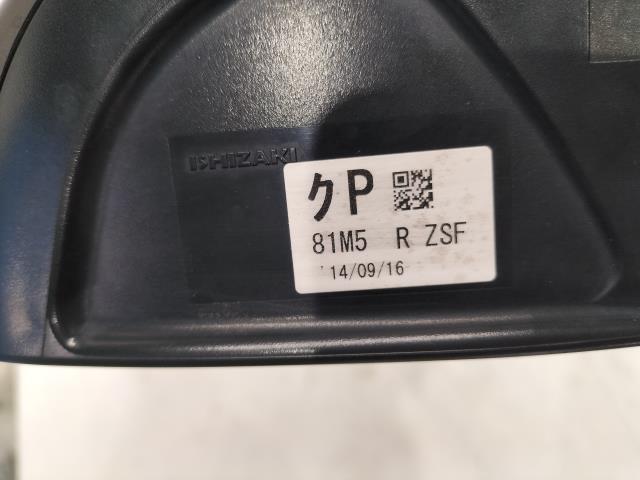 ISHIZAKI
クP
81M5 R ZSF
'14/09/16